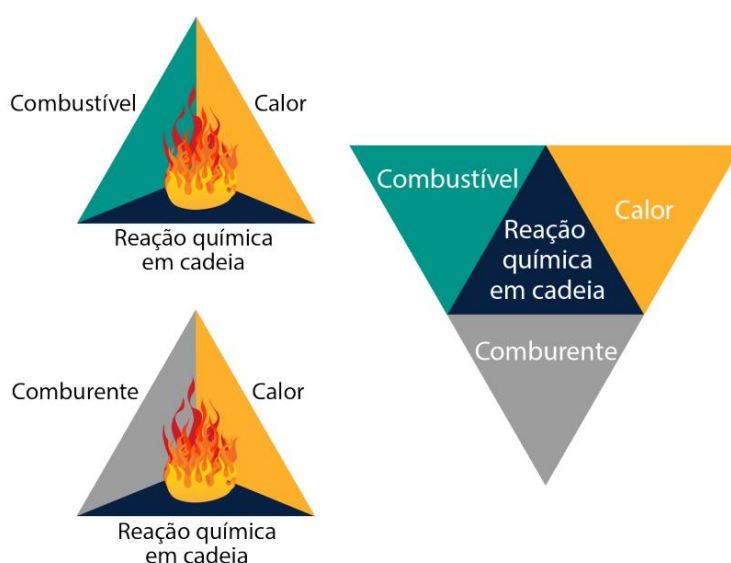 Combustível
Calor
Reação química
em cadeia
Comburente
Calor
Reação química
em cadeia
Combustível
Calor
Reação
química
em cadeia
Comburente